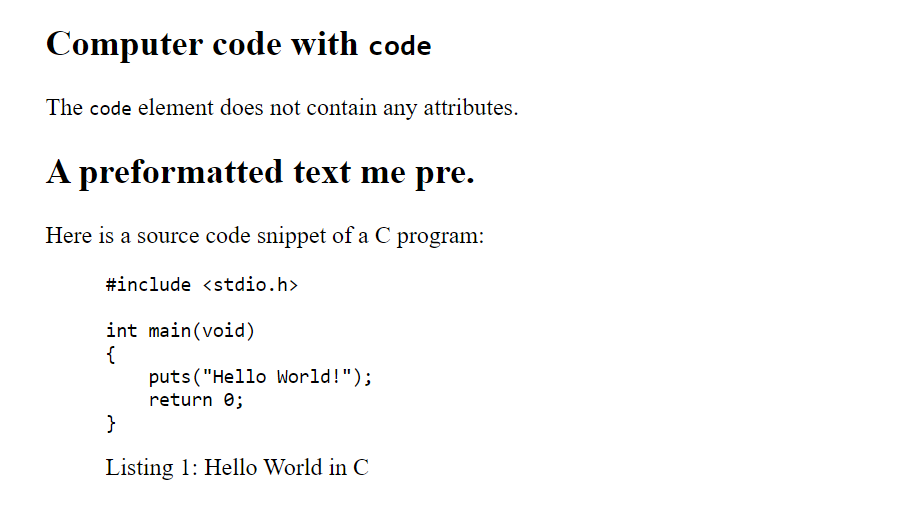 Computer code with code
The code element does not contain any attributes.
A preformatted text me pre.
Here is a source code snippet of a C program:
#include <stdio.h>
int main(void)
{
    puts("Hello World!");
    return 0;
}
Listing 1: Hello World in C